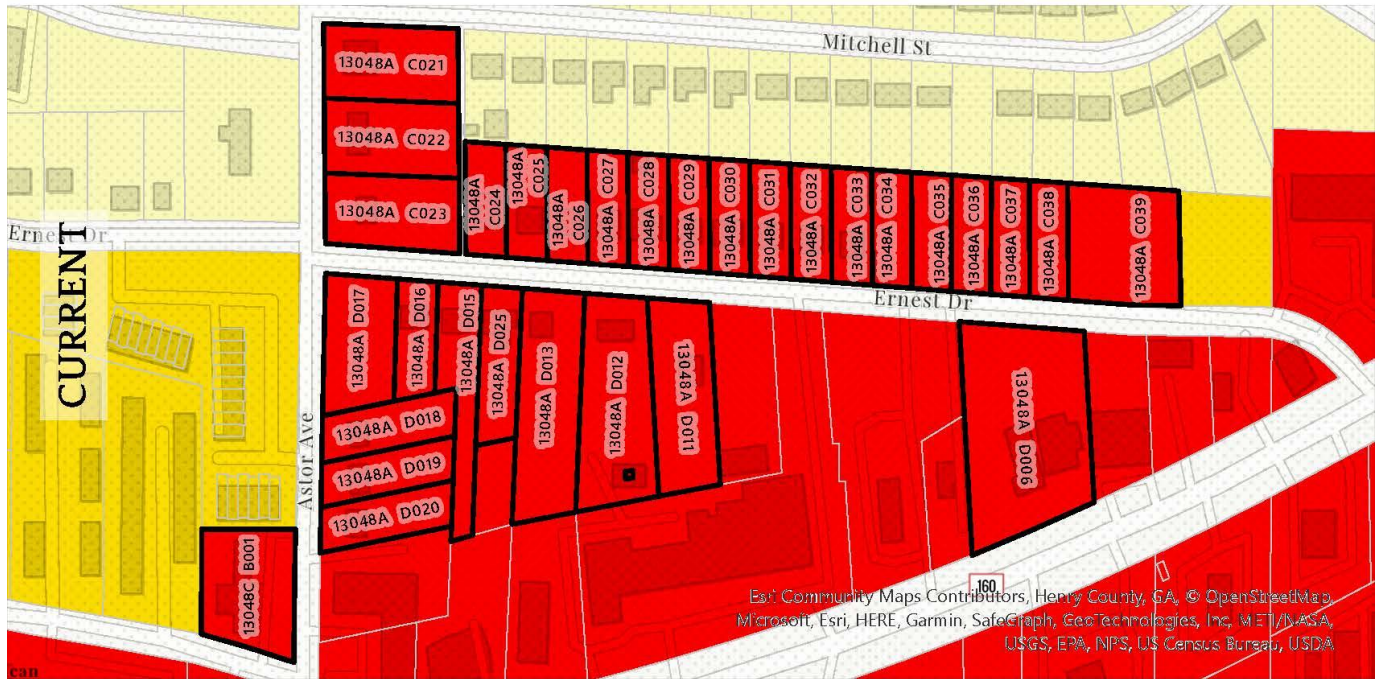 Mitchell St
13048A C021
13048A C022
13048A C023
13048A C024
13048A C025
13048A C026
13048A C027
13048A C028
13048A C029
13048A C030
13048A C031
13048A C032
13048A C033
13048A C034
13048A C035
13048A C036
13048A C037
13048A C038
13048A C039
Ernest Dr
Ernest Dr
CURRENT
13048A D017
13048A D016
13048A D015
13048A D025
13048A D013
13048A D012
13048A D011
13048A D006
13048A D018
13048A D019
13048A D020
Astor Ave
13048C B001
160
Esri Community Maps Contributors, Henry County, GA, © OpenStreetMap,
Microsoft, Esri, HERE, Garmin, SafeGraph, GeoTechnologies, Inc, METI/NASA,
USGS, EPA, NPS, US Census Bureau, USDA
can